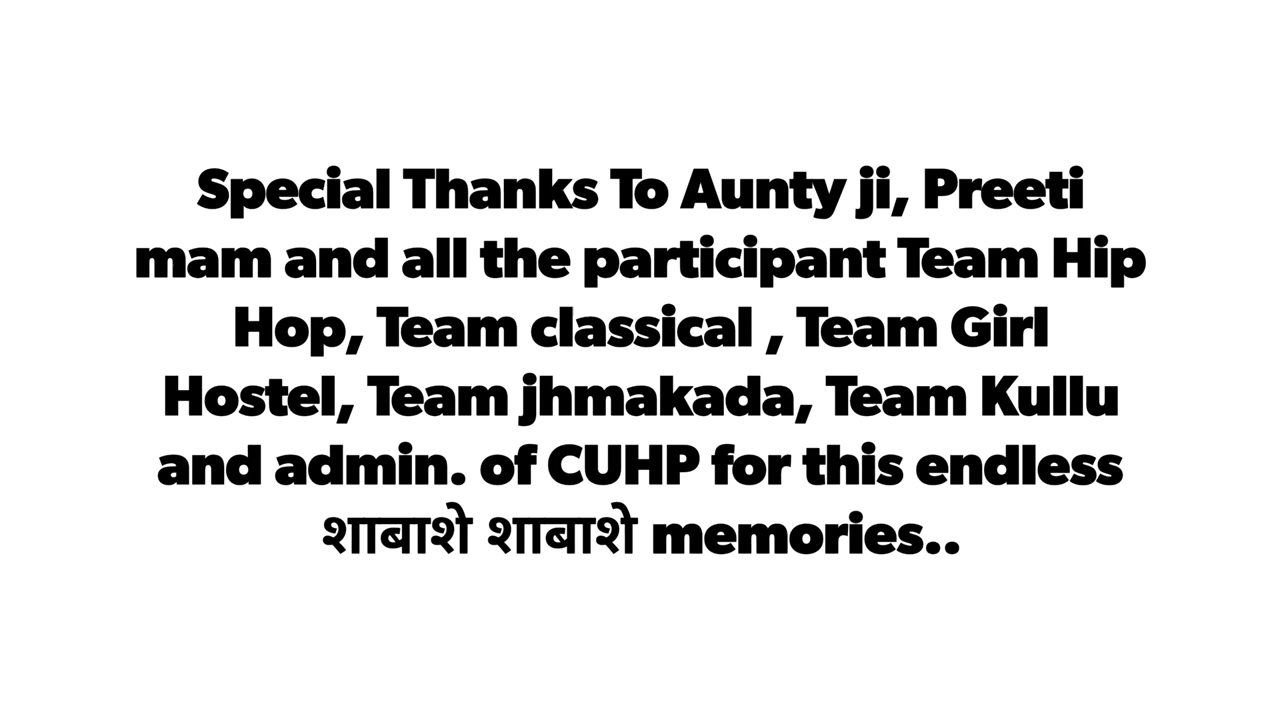 Special Thanks To Aunty ji, Preeti
mam and all the participant Team Hip
Hop, Team classical , Team Girl
Hostel, Team jhmakada, Team Kullu
and admin. of CUHP for this endless
शाबाशे शाबाशे memories..